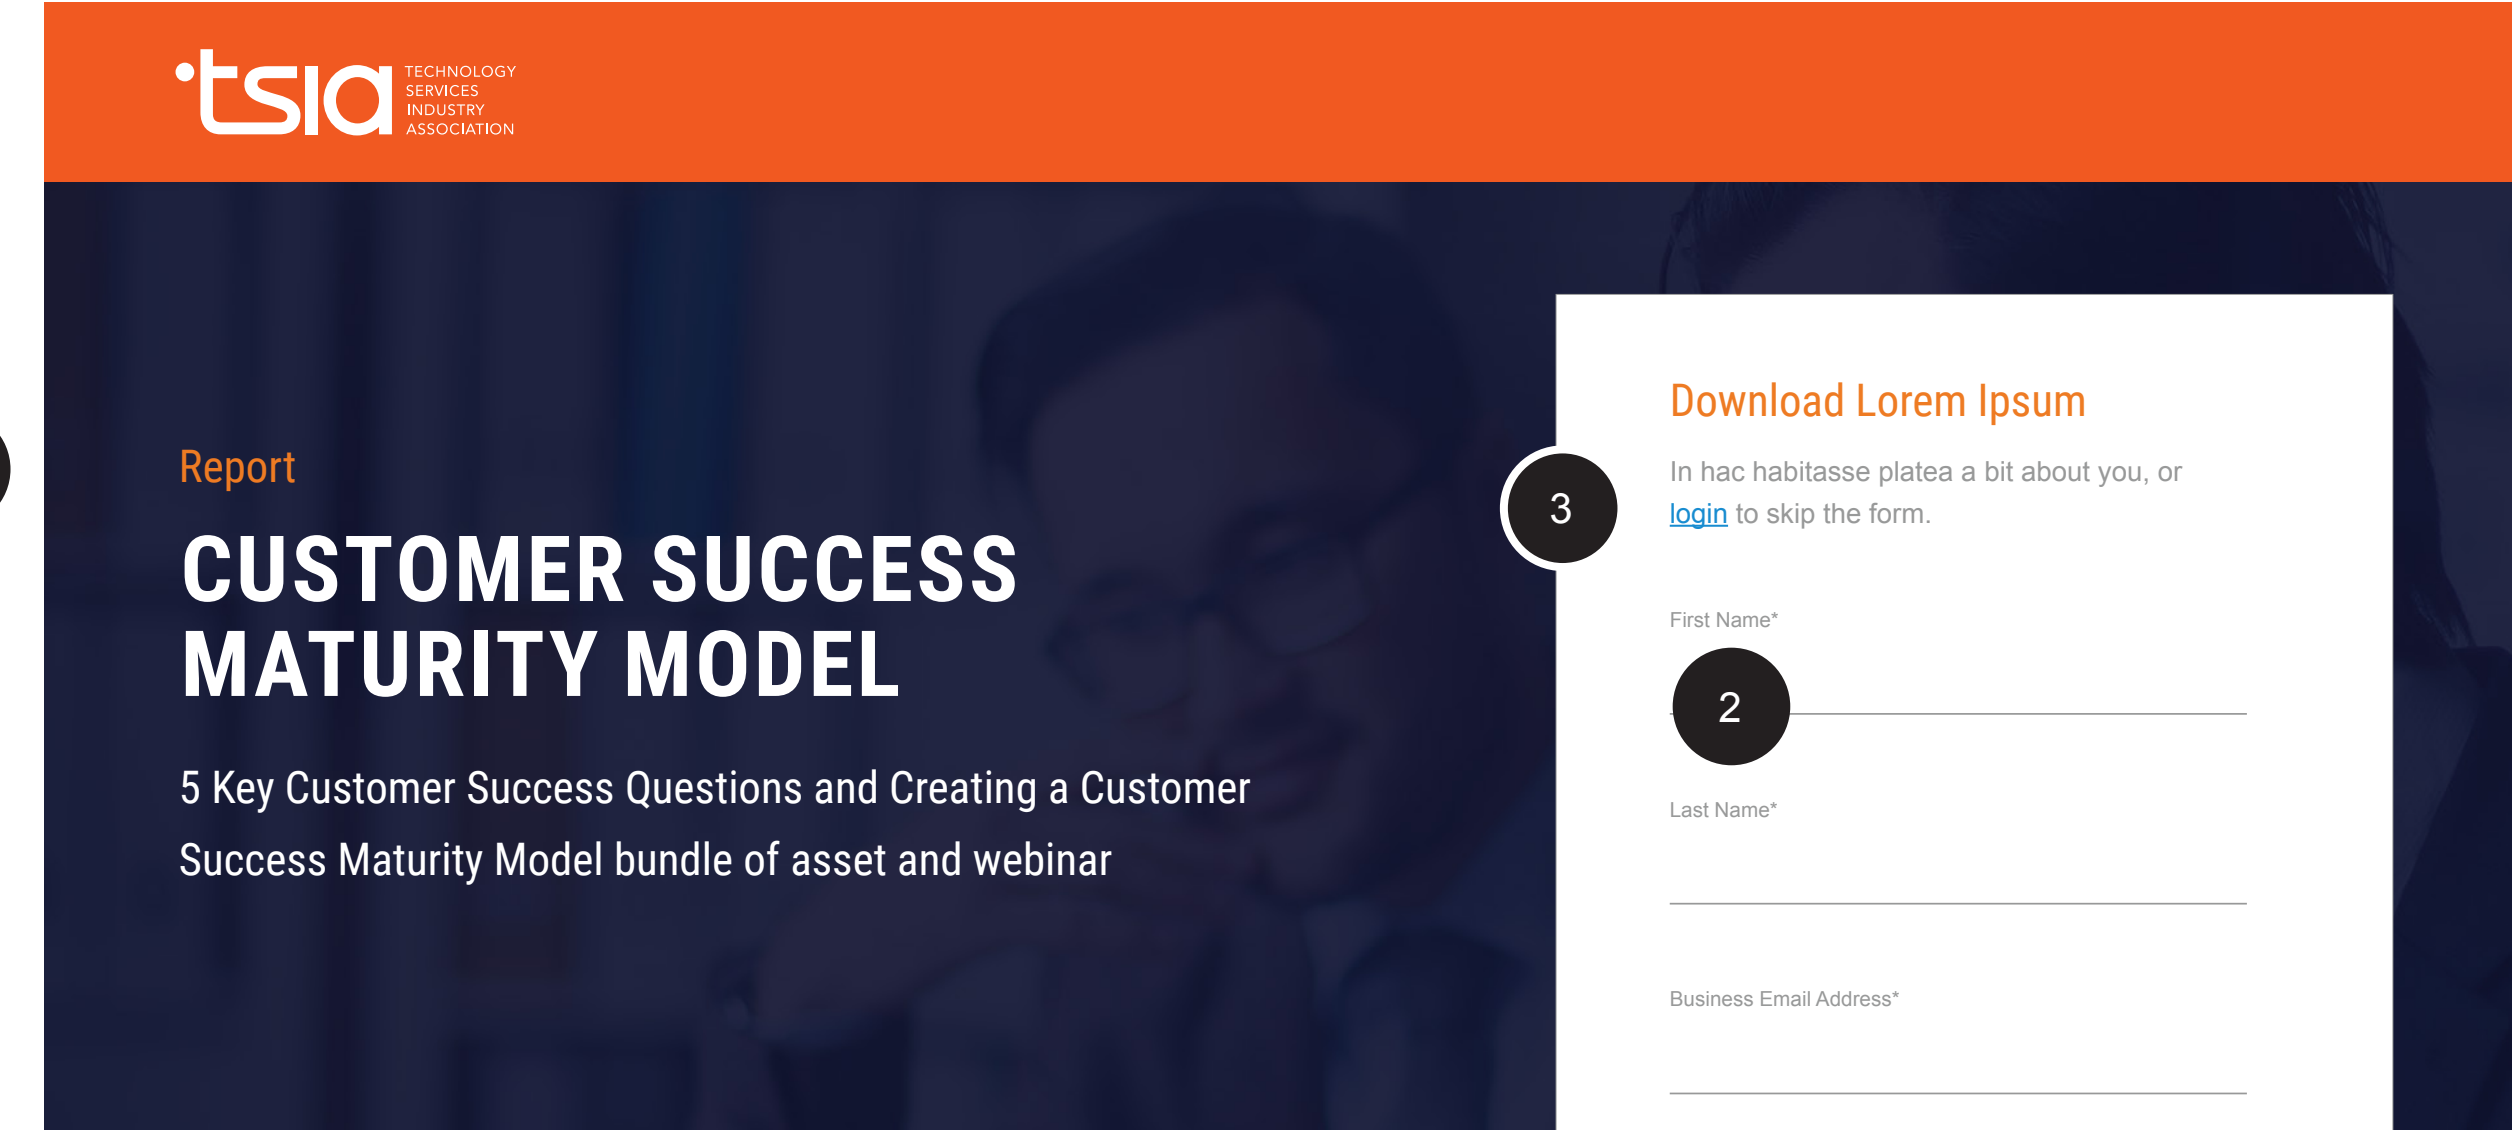 tsia
TECHNOLOGY
SERVICES
INDUSTRY
ASSOCIATION
Report
CUSTOMER SUCCESS
MATURITY MODEL
5 Key Customer Success Questions and Creating a Customer
Success Maturity Model bundle of asset and webinar
Download Lorem Ipsum
In hac habitasse platea a bit about you, or
login to skip the form.
3
First Name*
2
Last Name*
Business Email Address*